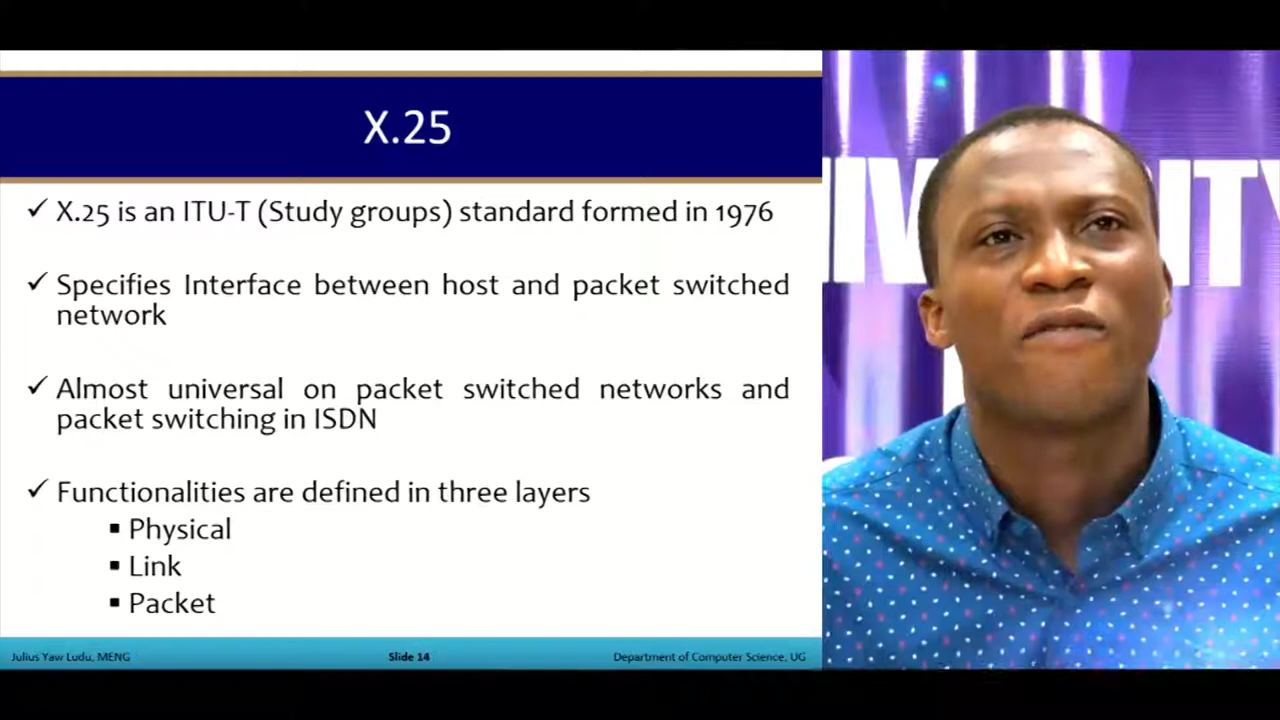 X.25
✓ X.25 is an ITU-T (Study groups) standard formed in 1976
✓ Specifies Interface between host and packet switched
network
✓ Almost universal on packet switched networks and
packet switching in ISDN
✓ Functionalities are defined in three layers
▪ Physical
▪ Link
▪ Packet
Julius Yaw Ludu, MENG
Slide 14
Department of Computer Science, UG